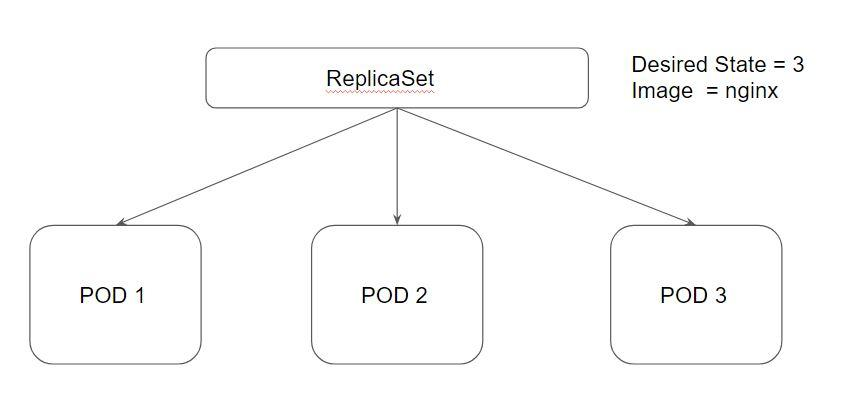 ReplicaSet
Desired State = 3
Image  = nginx
POD 1
POD 2
POD 3